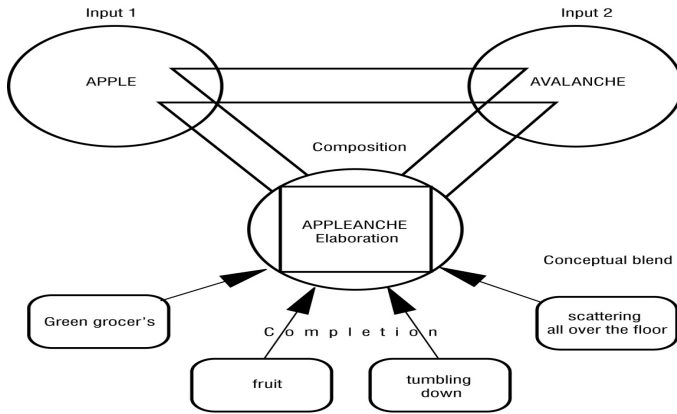 Input 1
Input 2
APPLE
AVALANCHE
Composition
APPLEANCHE
Elaboration
Conceptual blend
Green grocer's
scattering
all over the floor
Completion
fruit
tumbling
down